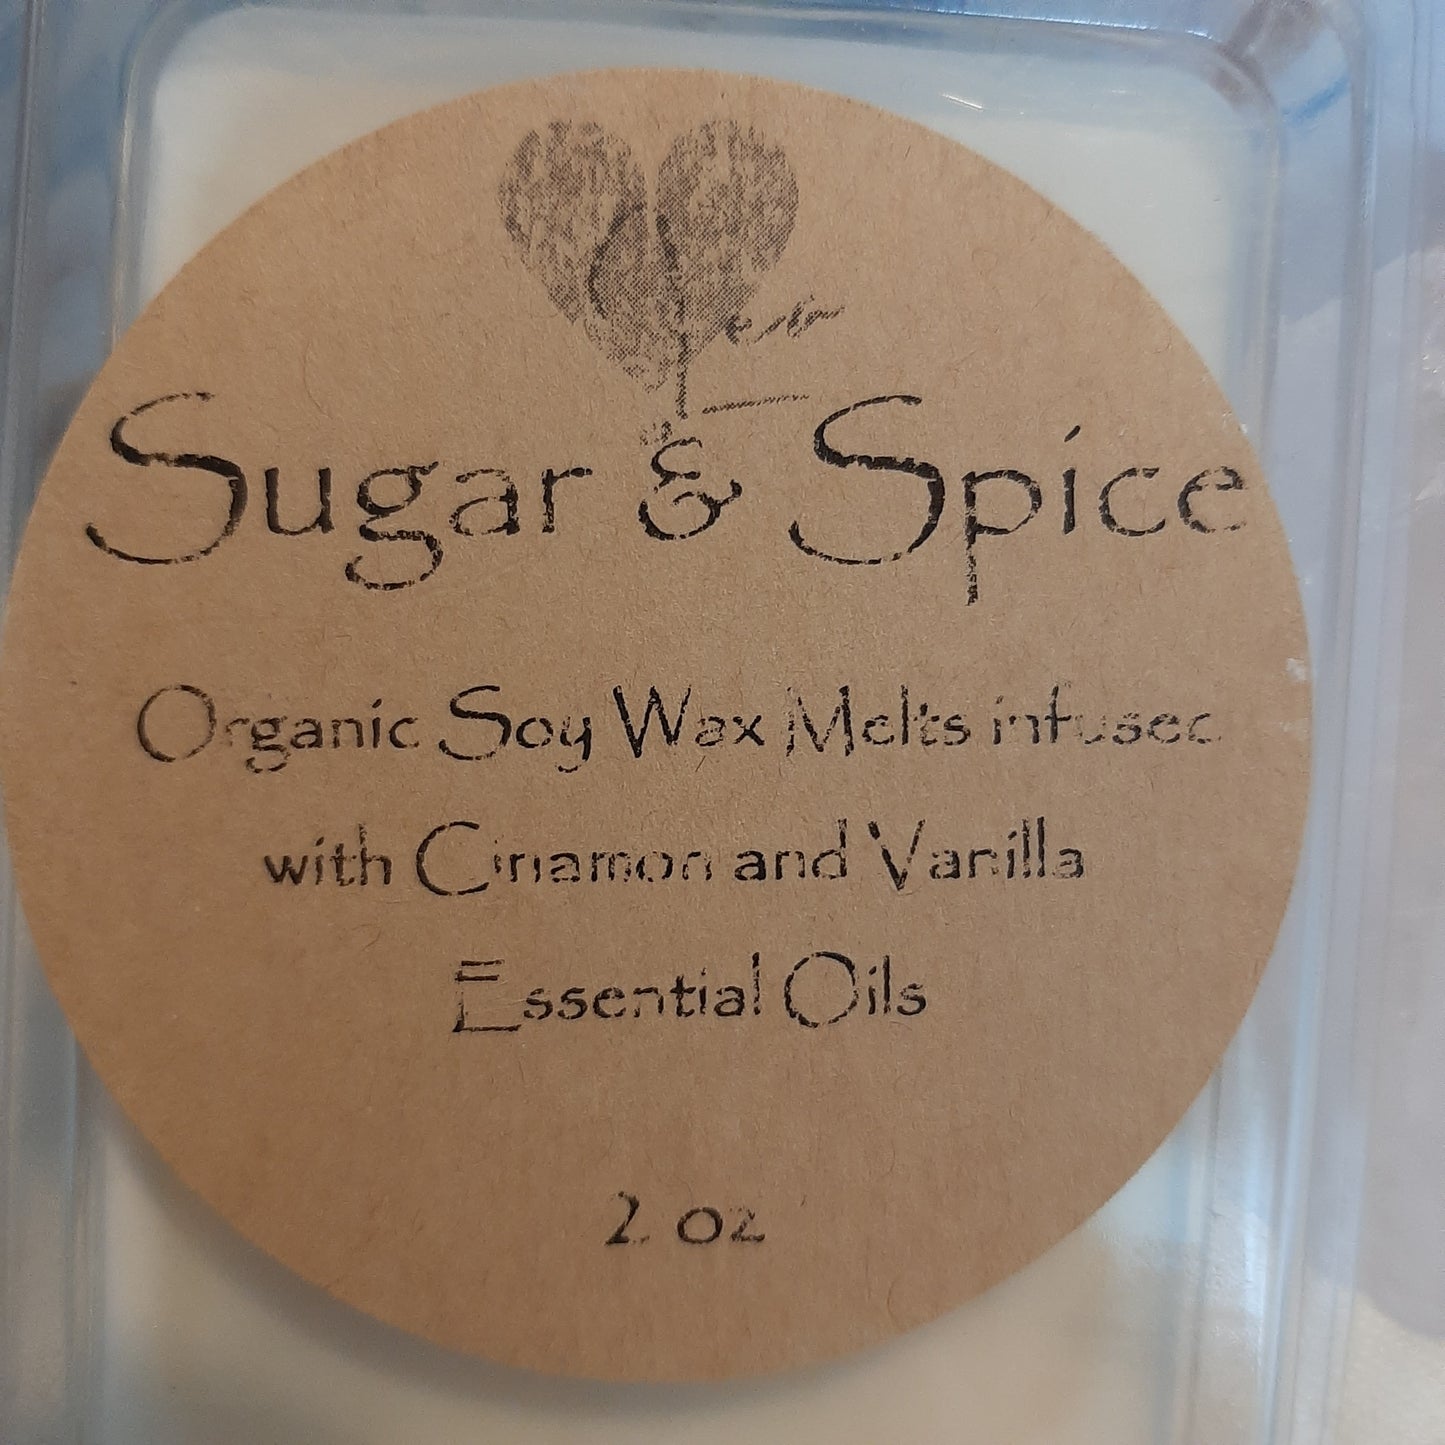 Sugar & Spice
Organic Soy Wax Melts infused
with Cinamon and Vanilla
Essential Oils
2 oz